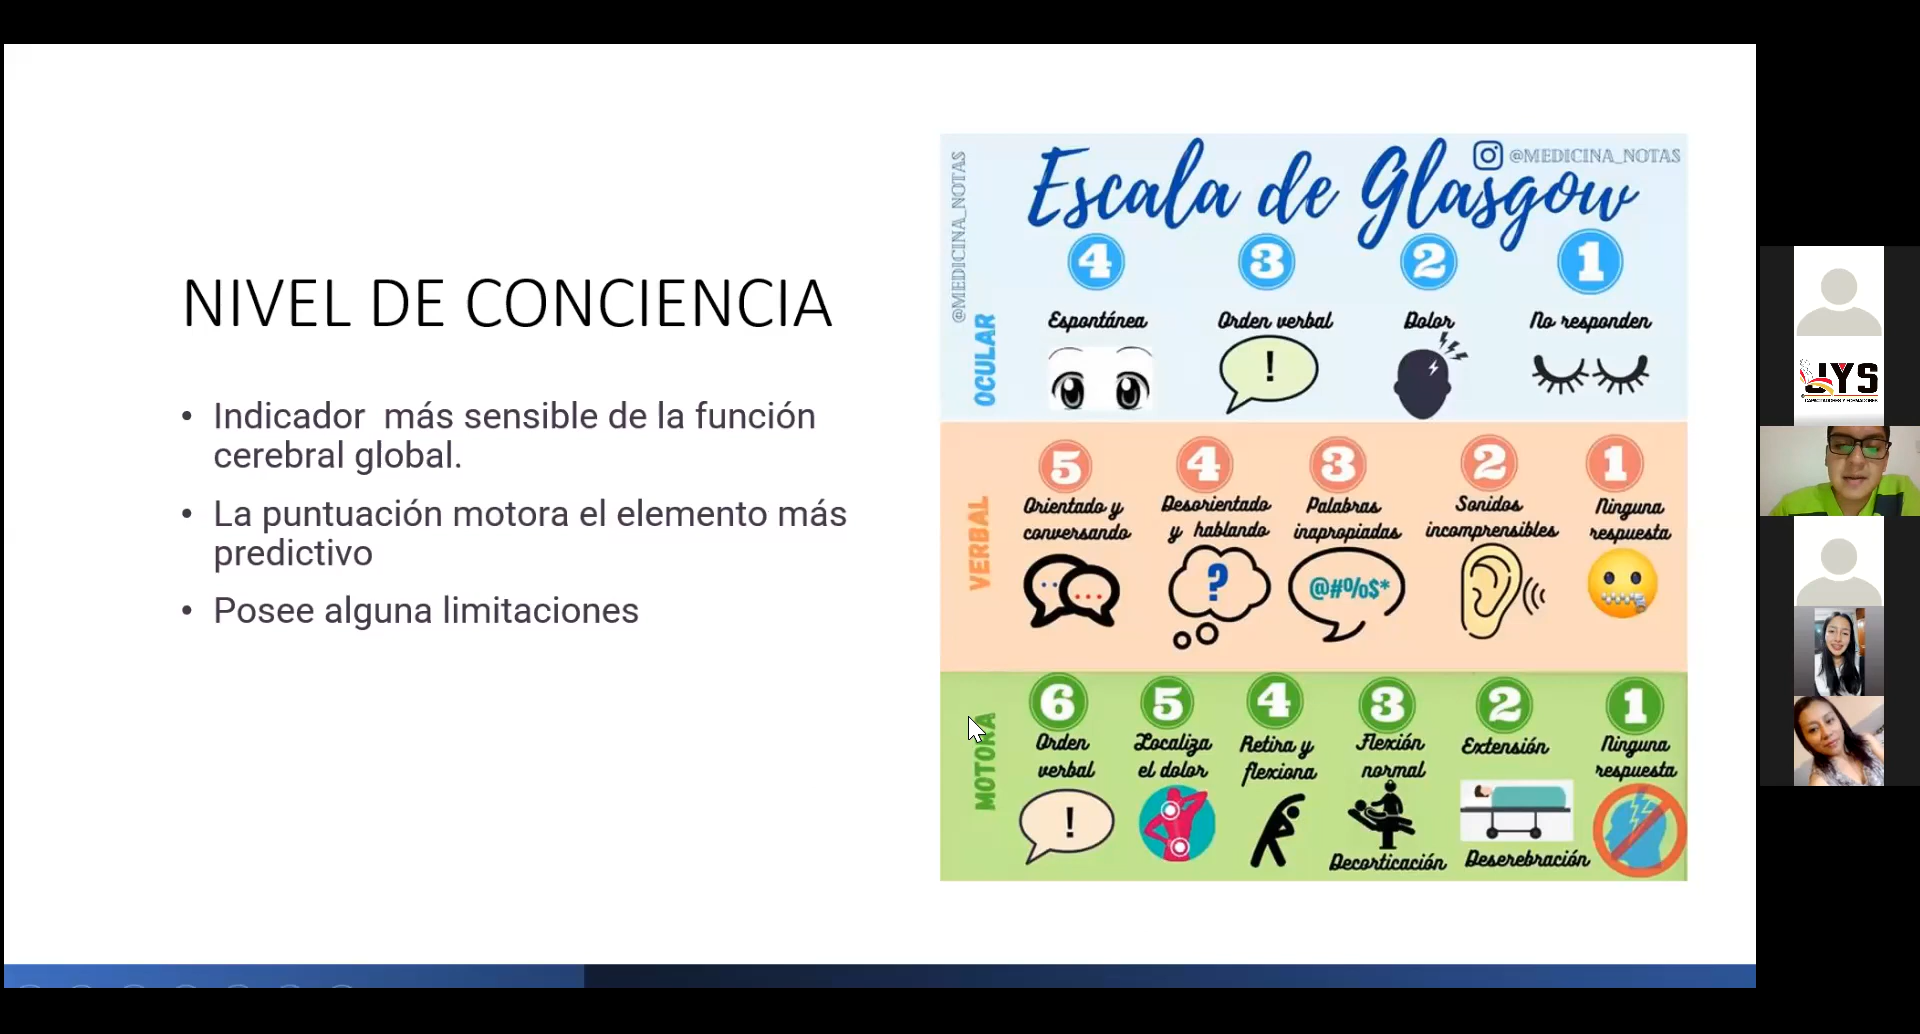 NIVEL DE CONCIENCIA
• Indicador más sensible de la función
cerebral global.
• La puntuación motora el elemento más
predictivo
• Posee alguna limitaciones
@MEDICINA_NOTAS
@MEDICINA_NOTAS
Escala de Glasgow
OCULAR
4 3 2 1
Espontánea Orden verbal Dolor No responden
!
VERBAL
5 4 3 2 1
Orientado y Desorientado Palabras Sonidos Ninguna
conversando y hablando inapropiadas incomprensibles respuesta
? @#%$*
MOTORA
6 5 4 3 2 1
Orden Localiza Retira y Flexión Extensión Ninguna
verbal el dolor flexiona normal respuesta
!
Decorticación Deserebración
JYS